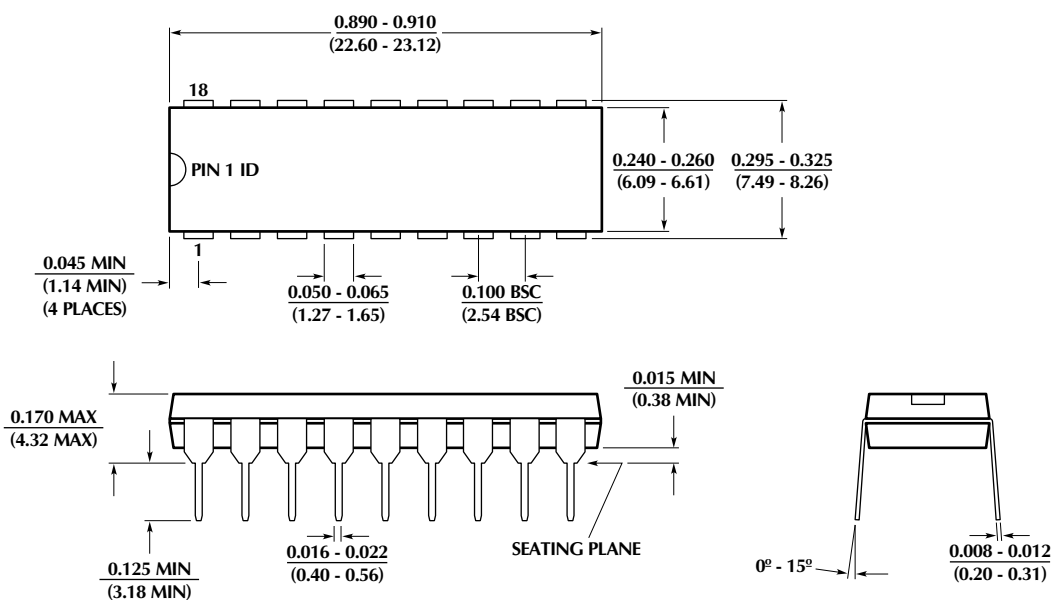 0.890 - 0.910
(22.60 - 23.12)
18
PIN 1 ID
0.240 - 0.260
(6.09 - 6.61)
0.295 - 0.325
(7.49 - 8.26)
1
0.045 MIN
(1.14 MIN)
(4 PLACES)
0.050 - 0.065
(1.27 - 1.65)
0.100 BSC
(2.54 BSC)
0.015 MIN
(0.38 MIN)
0.170 MAX
(4.32 MAX)
SEATING PLANE
0.016 - 0.022
(0.40 - 0.56)
0.125 MIN
(3.18 MIN)
0º - 15º
0.008 - 0.012
(0.20 - 0.31)